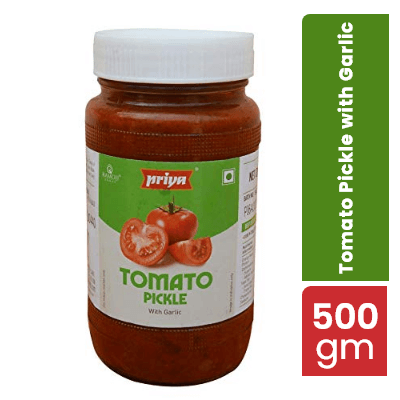 priya
TOMATO
PICKLE
With Garlic
Tomato Pickle with Garlic
500
gm